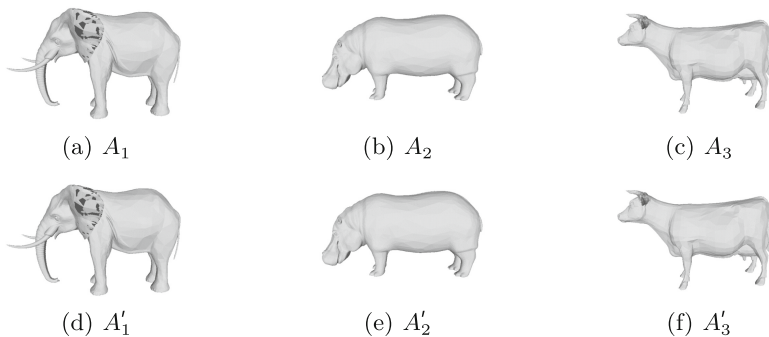 (a) A₁ (b) A₂ (c) A₃
(d) A′₁ (e) A′₂ (f) A′₃